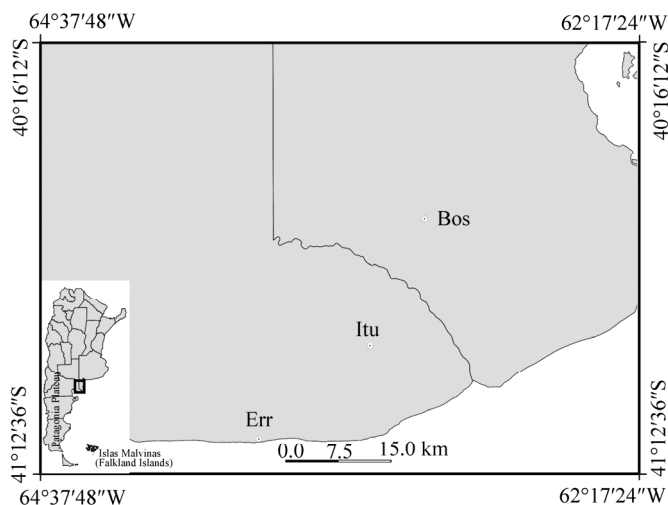 64°37'48"W
62°17'24"W
40°16'12"S
40°16'12"S
Bos
Itu
Err
0.0 7.5 15.0 km
Patagonia Plateau
Islas Malvinas
(Falkland Islands)
41°12'36"S
41°12'36"S
64°37'48"W
62°17'24"W